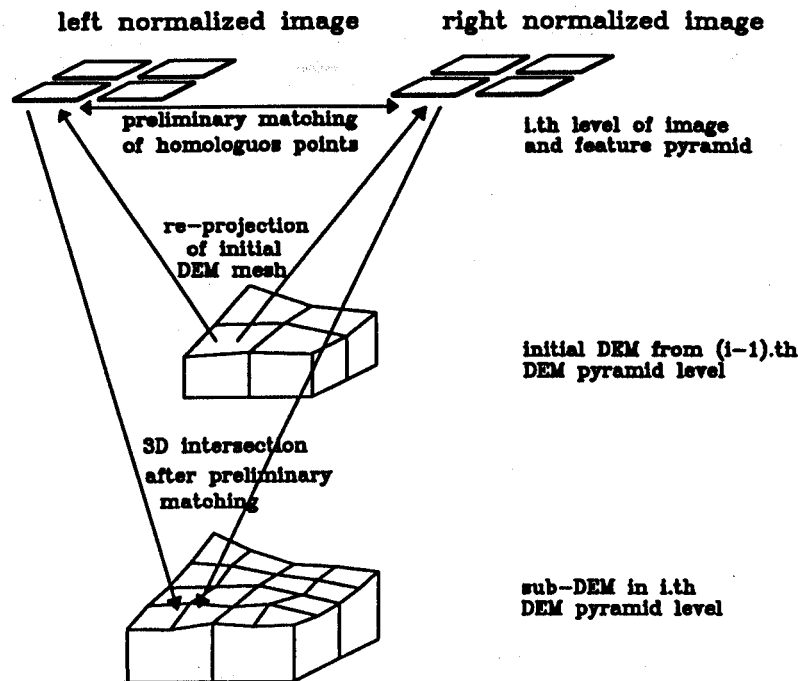 left normalized image
right normalized image
preliminary matching
of homologuos points
i.th level of image
and feature pyramid
re-projection
of initial
DEM mesh
initial DEM from (i-1).th
DEM pyramid level
3D intersection
after preliminary
matching
sub-DEM in i.th
DEM pyramid level